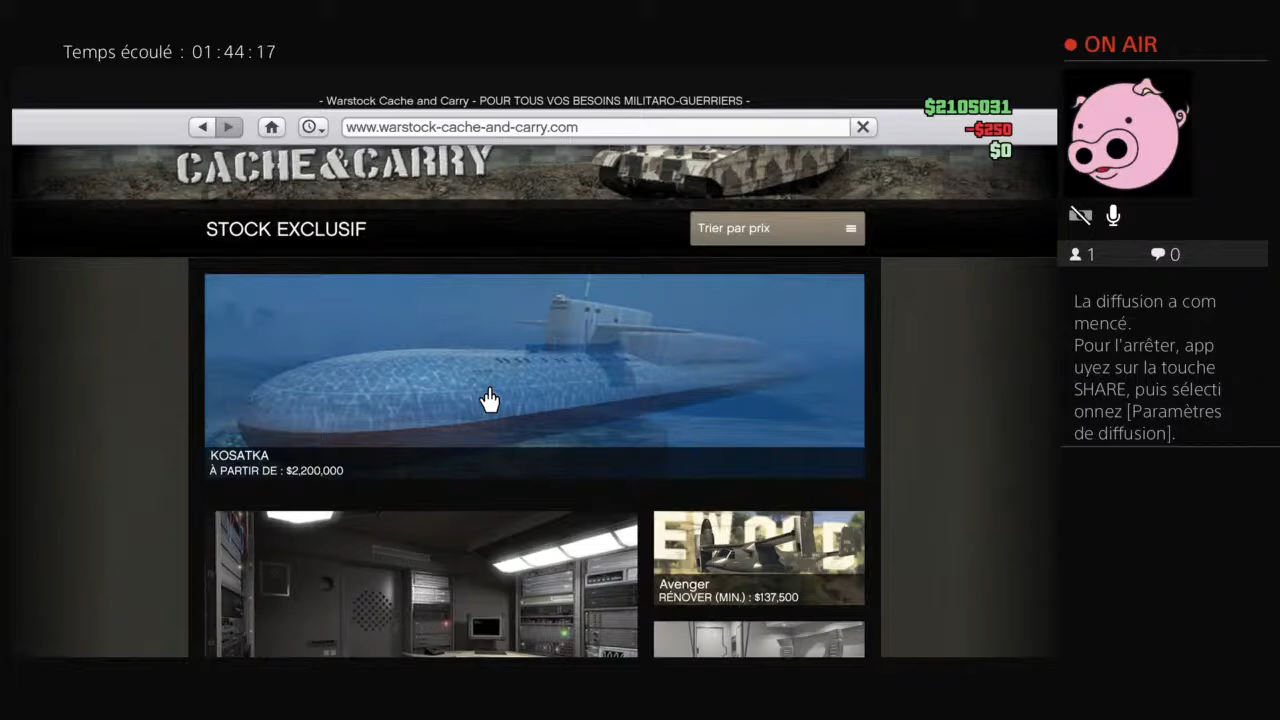 Temps écoulé : 01:44:17
ON AIR
- Warstock Cache and Carry - POUR TOUS VOS BESOINS MILITARO-GUERRIERS -
$2105031
www.warstock-cache-and-carry.com
-$250
$0
CACHE&CARRY
STOCK EXCLUSIF
Trier par prix
1
0
La diffusion a com
mencé.
Pour l'arrêter, app
uyez sur la touche
SHARE, puis sélecti
onnez [Paramètres
de diffusion].
KOSATKA
À PARTIR DE : $2,200,000
Avenger
RÉNOVER (MIN.) : $137,500